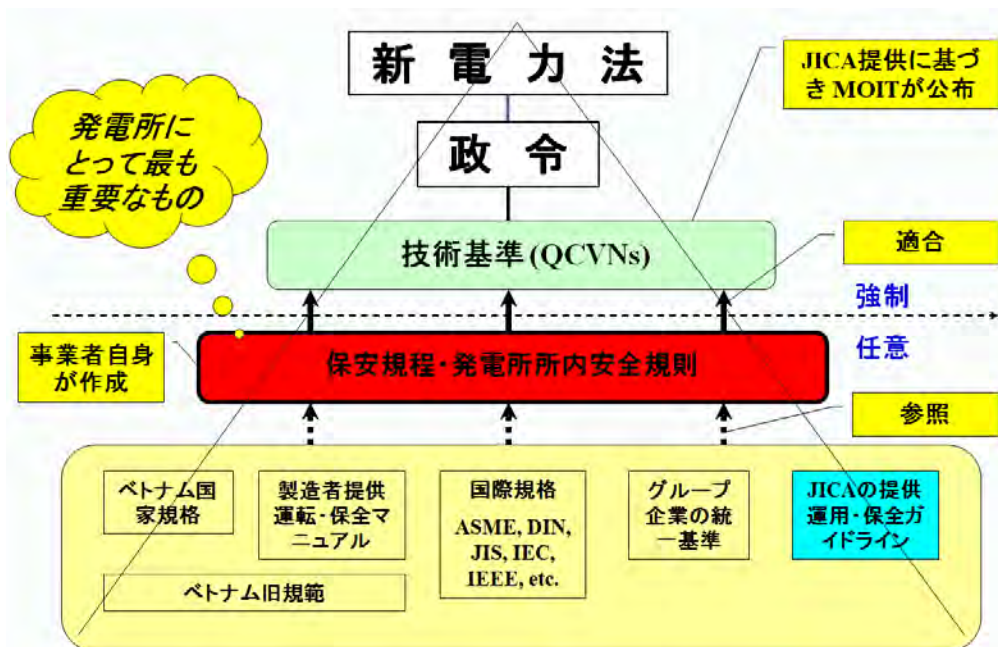 新 電 力 法
JICA提供に基づ
き MOITが公布
発電所に
とって最も
重要なもの
政 令
技術基準 (QCVNs)
適合
強制
任意
事業者自身
が作成
保安規程・発電所所内安全規則
参照
ベトナム国
家規格
製造者提供
運転・保全マ
ニュアル
国際規格
ASME, DIN,
JIS, IEC,
IEEE, etc.
グループ
企業の統
一基準
JICAの提供
運用・保全ガ
イドライン
ベトナム旧規範